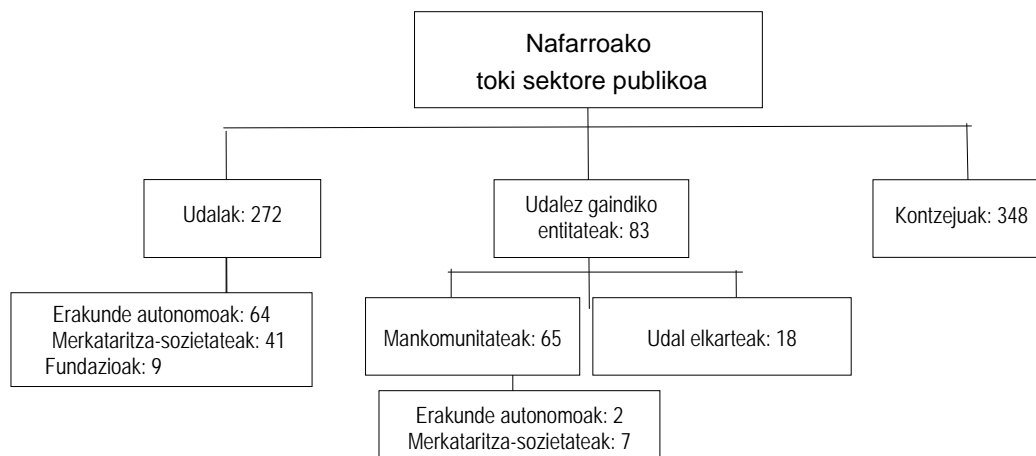 Nafarroako
toki sektore publikoa
Udalak: 272
Udalez gaindiko
entitateak: 83
Kontzejuak: 348
Erakunde autonomoak: 64
Merkataritza-sozietateak: 41
Fundazioak: 9
Mankomunitateak: 65
Udal elkarteak: 18
Erakunde autonomoak: 2
Merkataritza-sozietateak: 7